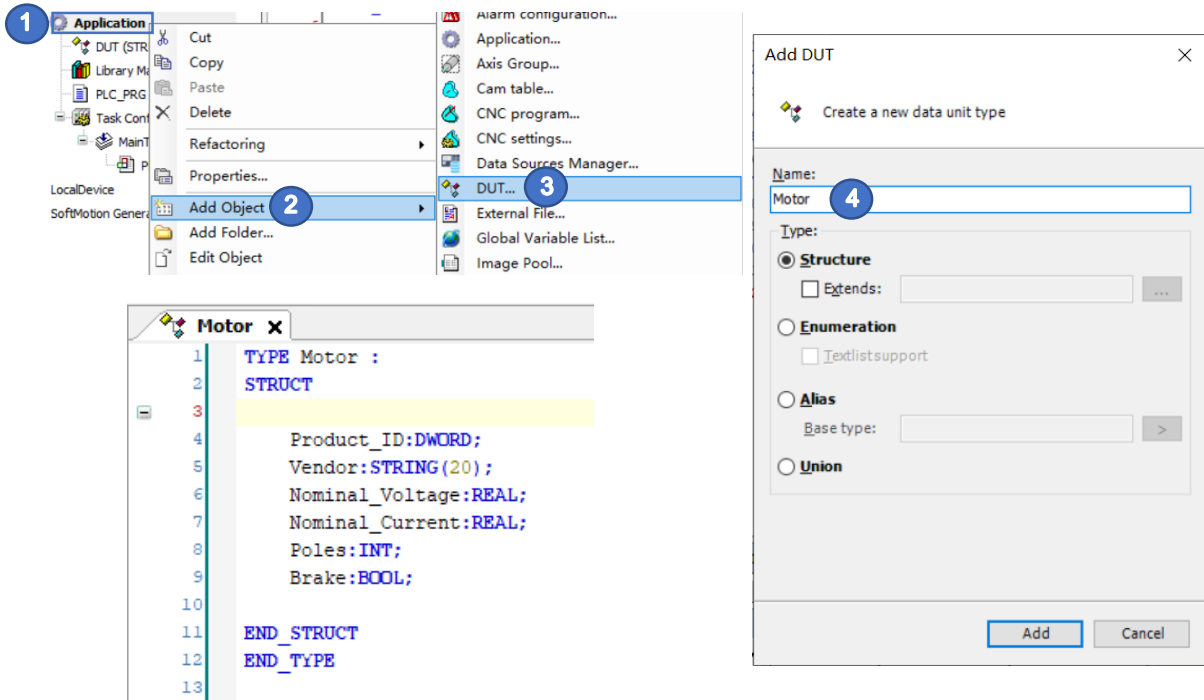 1
Application
DUT (STR
Library Ma
PLC_PRG
Task Conf
MainT
P
LocalDevice
SoftMotion Genera
Cut
Copy
Paste
Delete
Refactoring
Properties...
Add Object
2
Add Folder...
Edit Object
Alarm configuration...
Application...
Axis Group...
Cam table...
CNC program...
CNC settings...
Data Sources Manager...
DUT...
3
External File...
Global Variable List...
Image Pool...
Add DUT
Create a new data unit type
Name:
Motor
4
Type:
Structure
Extends:
...
Enumeration
Textlist support
Alias
Base type:
>
Union
Add
Cancel
Motor
1 TYPE Motor :
2 STRUCT
3
4 Product_ID:DWORD;
5 Vendor:STRING(20);
6 Nominal_Voltage:REAL;
7 Nominal_Current:REAL;
8 Poles:INT;
9 Brake:BOOL;
10
11 END_STRUCT
12 END_TYPE
13